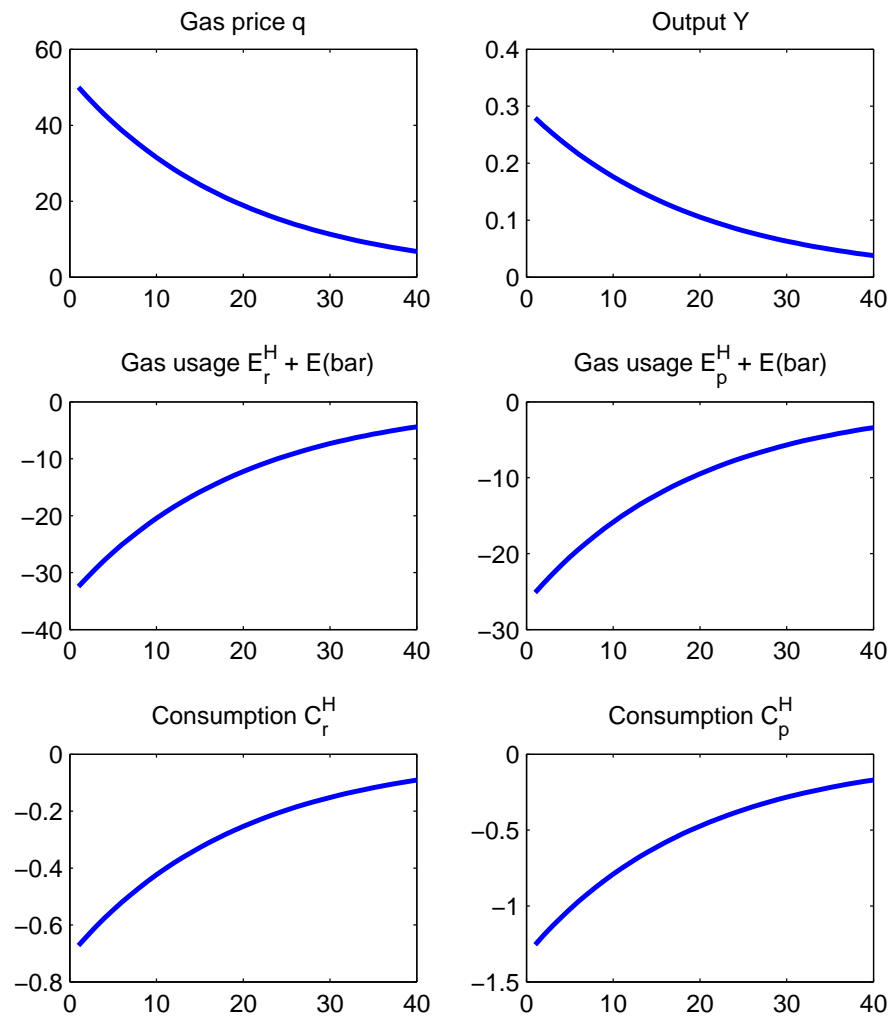 Gas price q
60
40
20
0
0 10 20 30 40
Output Y
0.4
0.3
0.2
0.1
0
0 10 20 30 40
Gas usage E_r^H + E(bar)
0
−10
−20
−30
−40
0 10 20 30 40
Gas usage E_p^H + E(bar)
0
−10
−20
−30
0 10 20 30 40
Consumption C_r^H
0
−0.2
−0.4
−0.6
−0.8
0 10 20 30 40
Consumption C_p^H
0
−0.5
−1
−1.5
0 10 20 30 40